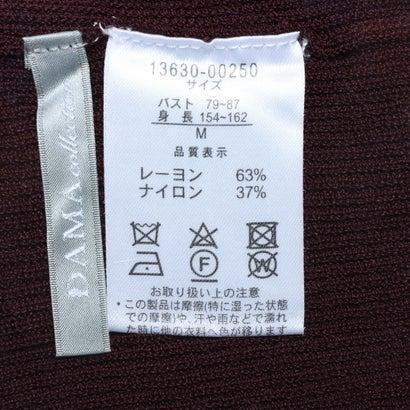 DAMA collection
13630-00250
サイズ
バスト 79~87
身 長 154~162
M
品質表示
レーヨン 63%
ナイロン 37%
F
W
お取り扱い上の注意
・この製品は摩擦(特に湿った状態
での摩擦)や、汗や雨などで濡れ
た時に他の衣料へ色が移ります